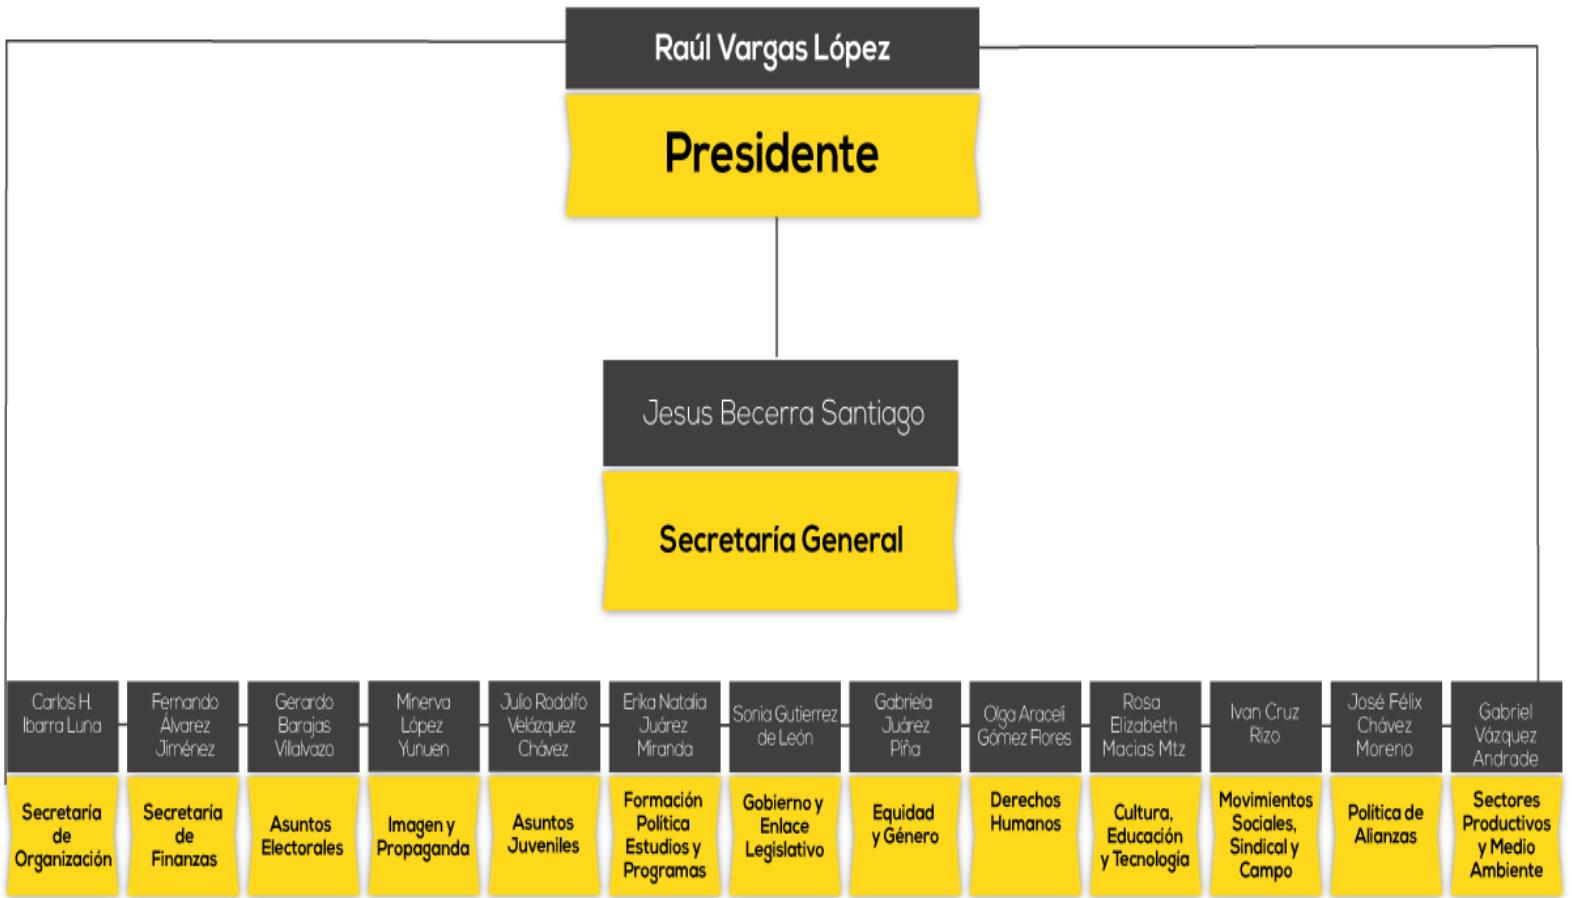 Raúl Vargas López
Presidente
Jesus Becerra Santiago
Secretaría General
Carlos H.
Ibarra Luna
Secretaría
de
Organización
Fernando
Álvarez
Jiménez
Secretaría
de
Finanzas
Gerardo
Barajas
Villalvazo
Asuntos
Electorales
Minerva
López
Yunuen
Imagen y
Propaganda
Julio Rodolfo
Velázquez
Chávez
Asuntos
Juveniles
Erika Natalia
Juárez
Miranda
Formación
Política
Estudios y
Programas
Sonia Gutierrez
de León
Gobierno y
Enlace
Legislativo
Gabriela
Juárez
Piña
Equidad
y Género
Olga Araceli
Gómez Flores
Derechos
Humanos
Rosa
Elizabeth
Macias Mtz
Cultura,
Educación
y Tecnología
Ivan Cruz
Rizo
Movimientos
Sociales,
Sindical y
Campo
José Félix
Chávez
Moreno
Política de
Alianzas
Gabriel
Vázquez
Andrade
Sectores
Productivos
y Medio
Ambiente